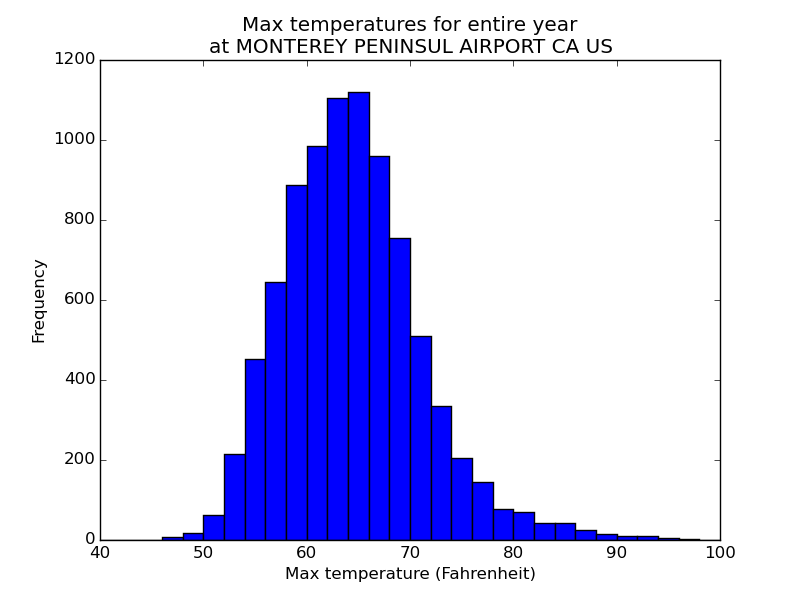 Max temperatures for entire year
at MONTEREY PENINSUL AIRPORT CA US
1200
1000
800
600
400
200
0
Frequency
40 50 60 70 80 90 100
Max temperature (Fahrenheit)